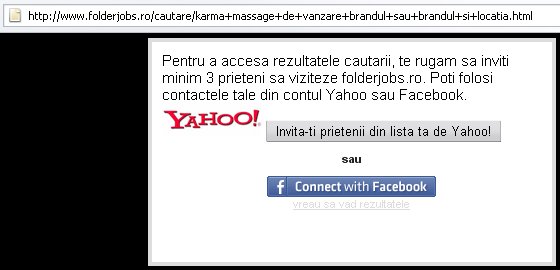 http://www.folderjobs.ro/cautare/karma+massage+de+vanzare+brandul+sau+brandul+si+locatia.html
Pentru a accesa rezultatele cautarii, te rugam sa inviti
minim 3 prieteni sa viziteze folderjobs.ro. Poti folosi
contactele tale din contul Yahoo sau Facebook.
YAHOO!
Invita-ti prietenii din lista ta de Yahoo!
sau
f Connect with Facebook
vreau sa vad rezultatele